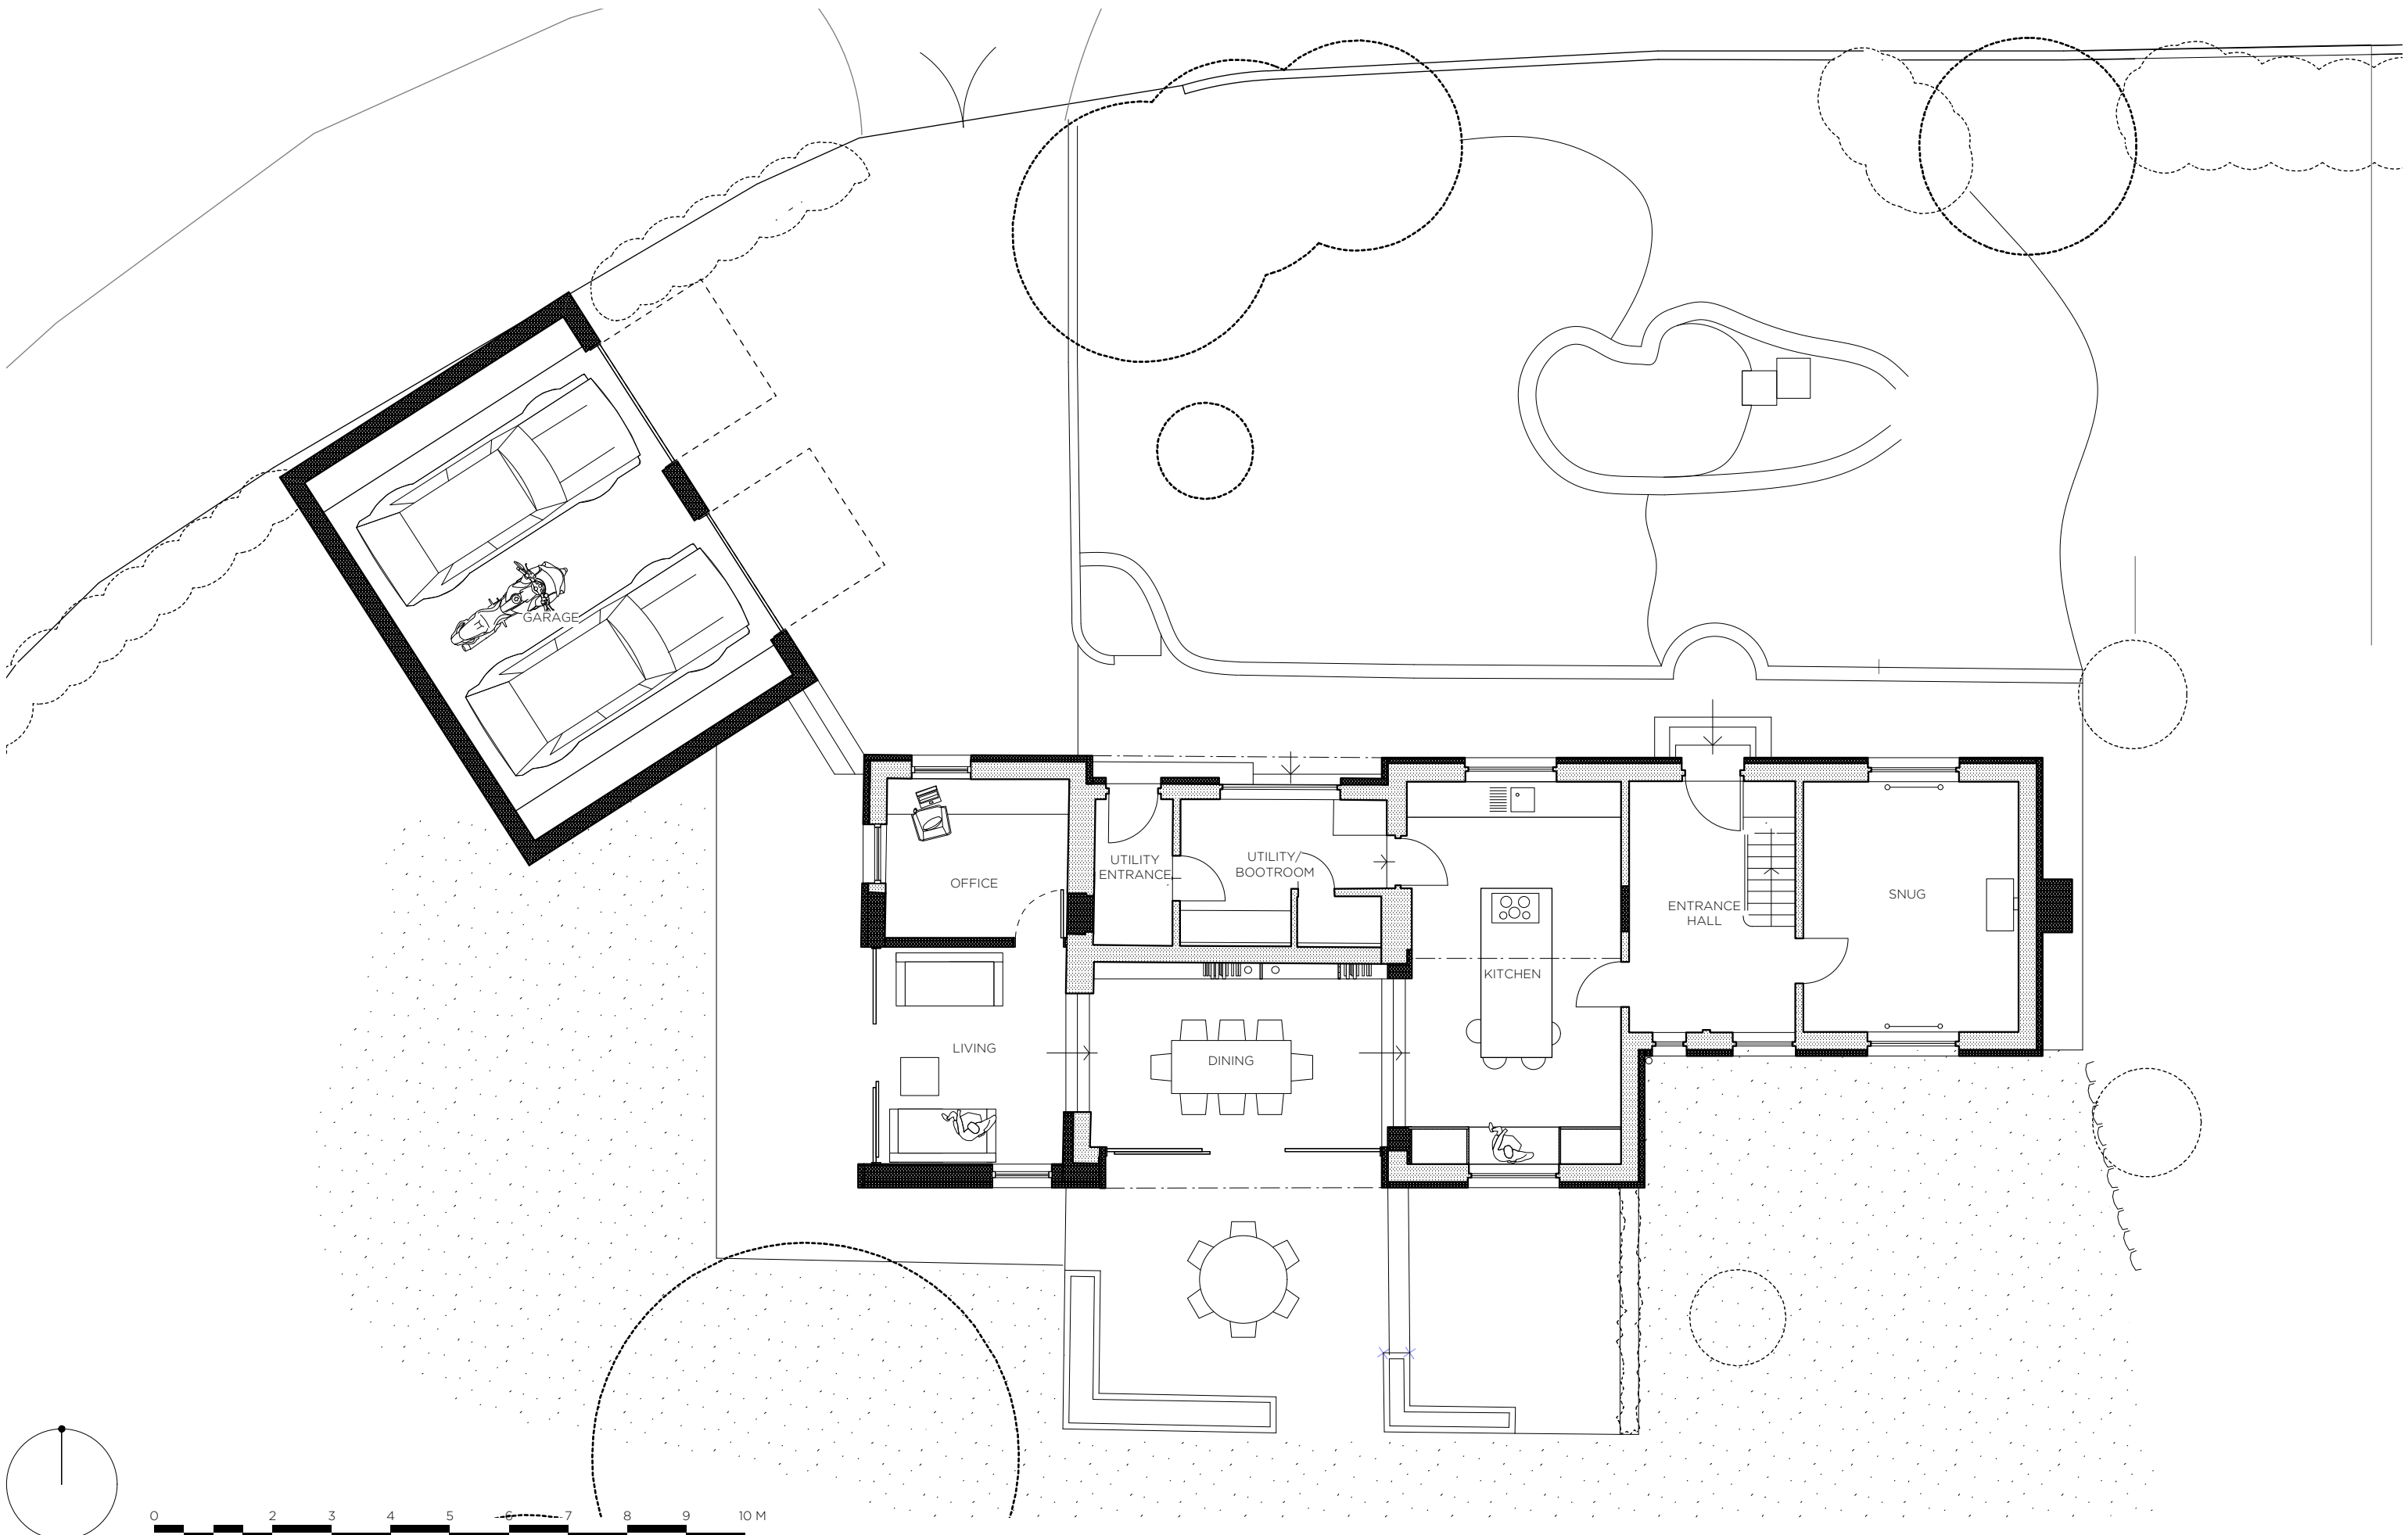 GARAGE
UTILITY
ENTRANCE
UTILITY/
BOOTROOM
OFFICE
ENTRANCE
HALL
SNUG
KITCHEN
LIVING
DINING
0 2 3 4 5 6 7 8 9 10 M